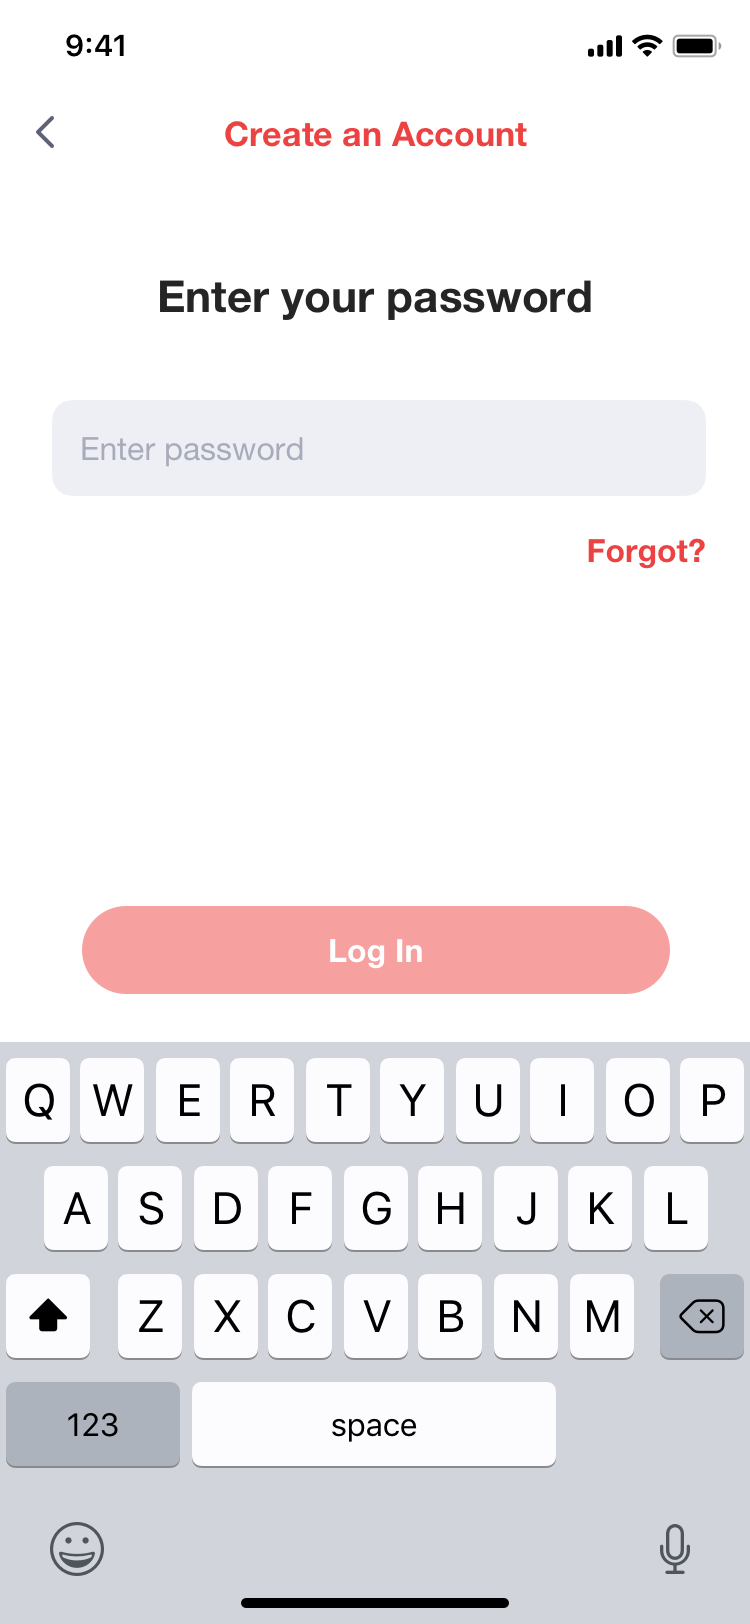 9:41
Create an Account
Enter your password
Enter password
Forgot?
Log In
Q W E R T Y U I O P
A S D F G H J K L
Z X C V B N M
123 space